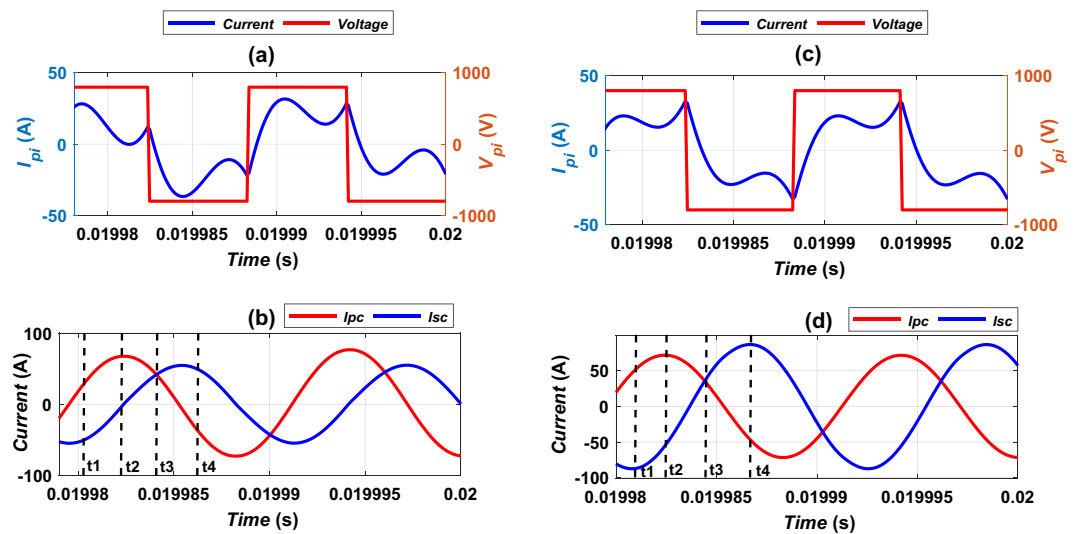 Current Voltage
(a)
50
0
-50
I_pi (A)
1000
0
-1000
V_pi (V)
0.01998 0.019985 0.01999 0.019995 0.02
Time (s)
(b)
Ipc Isc
100
0
-100
Current (A)
t1 t2 t3 t4
0.01998 0.019985 0.01999 0.019995 0.02
Time (s)
Current Voltage
(c)
50
0
-50
I_pi (A)
1000
0
-1000
V_pi (V)
0.01998 0.019985 0.01999 0.019995 0.02
Time (s)
(d)
Ipc Isc
50
0
-50
-100
Current (A)
t1 t2 t3 t4
0.01998 0.019985 0.01999 0.019995 0.02
Time (s)